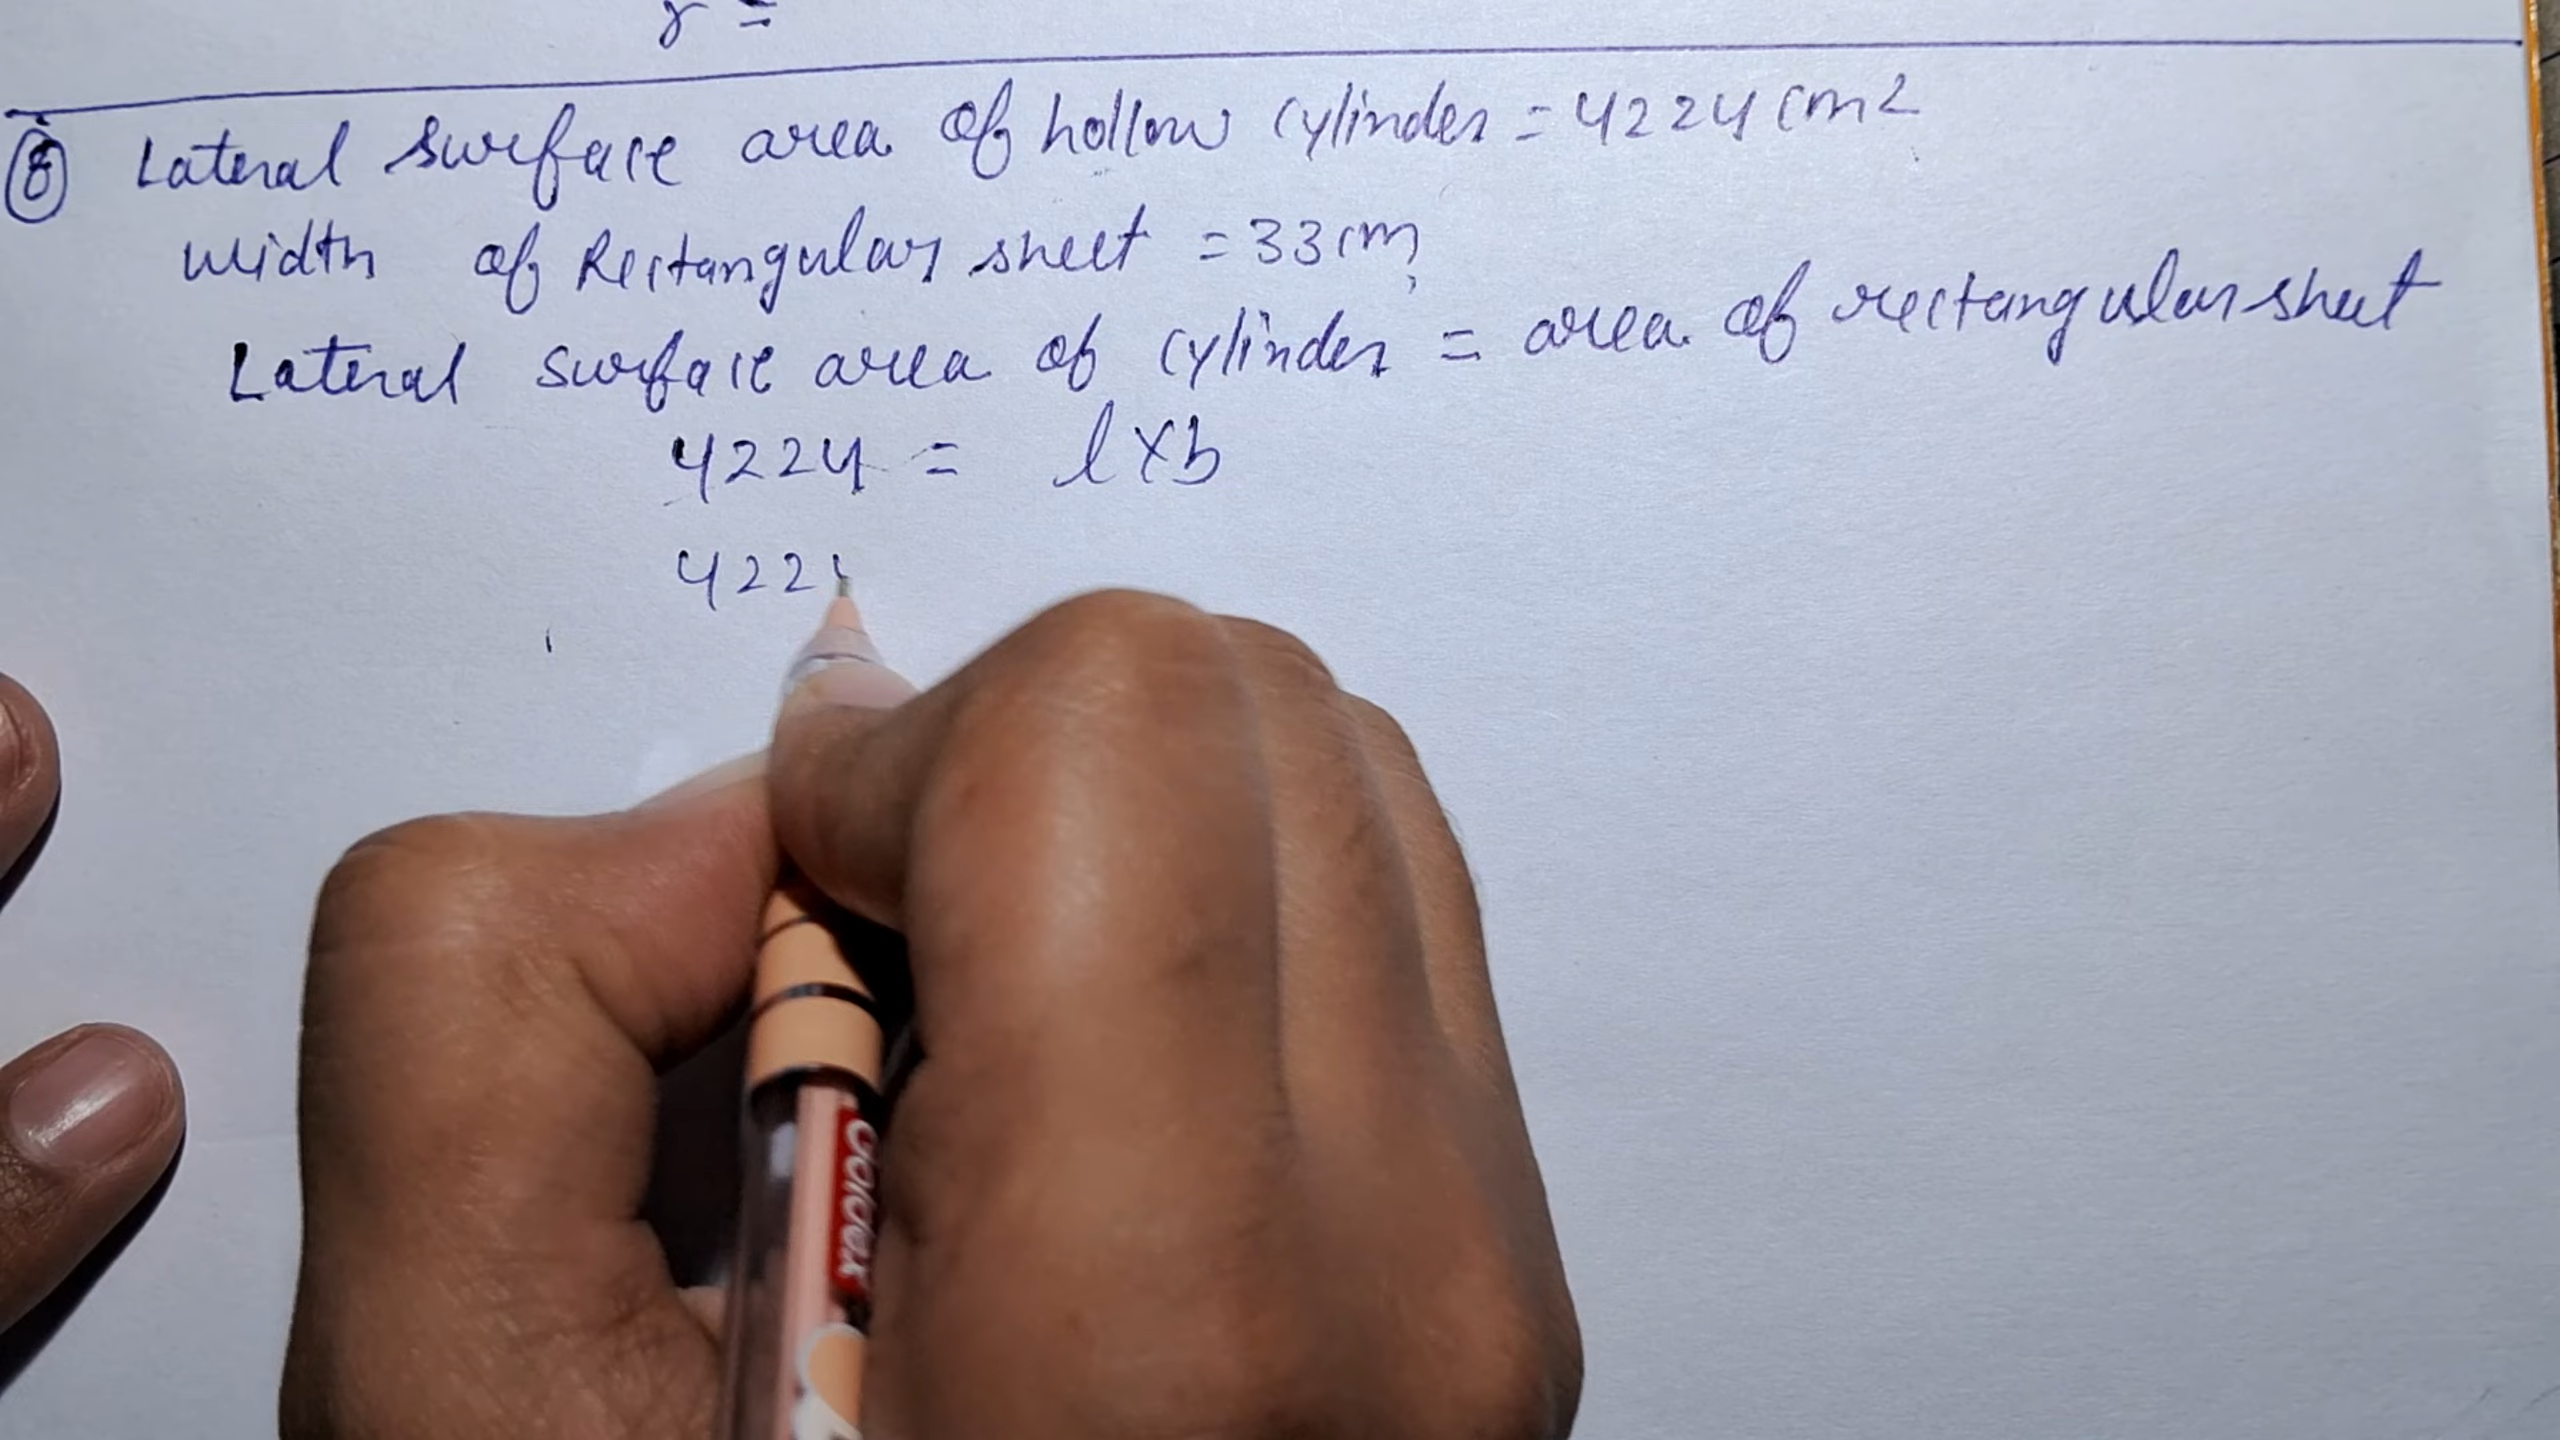 r =
8 Lateral surface area of hollow cylinder = 4224 cm2
width of Rectangular sheet = 33 cm
Lateral surface area of cylinder = area of rectangular sheet
4224 = l×b
422
Goldex